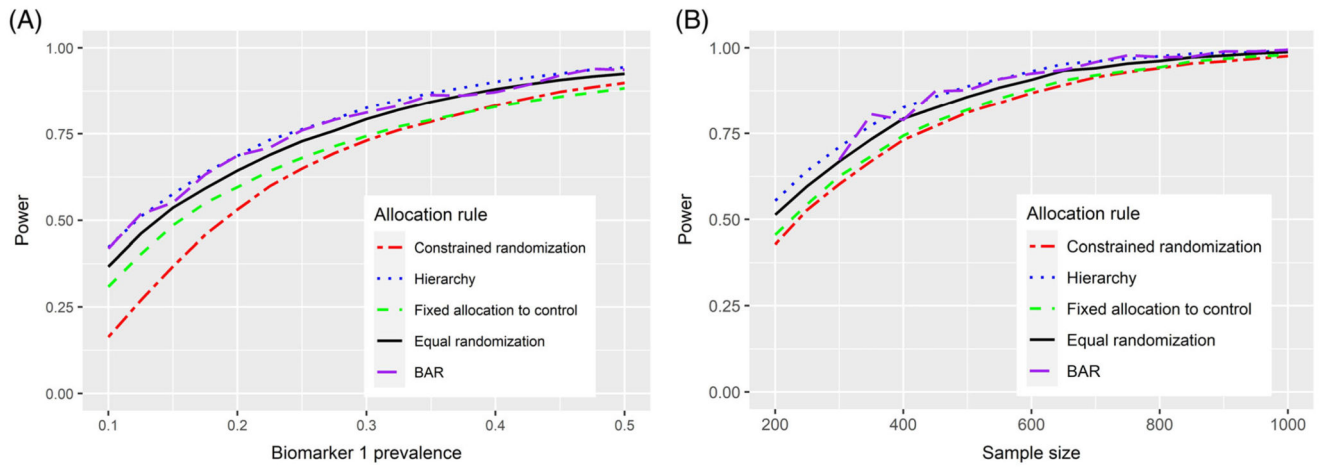 (A)
1.00
0.75
0.50
0.25
0.00
Power
Allocation rule
Constrained randomization
Hierarchy
Fixed allocation to control
Equal randomization
BAR
0.1 0.2 0.3 0.4 0.5
Biomarker 1 prevalence
(B)
1.00
0.75
0.50
0.25
0.00
Power
Allocation rule
Constrained randomization
Hierarchy
Fixed allocation to control
Equal randomization
BAR
200 400 600 800 1000
Sample size